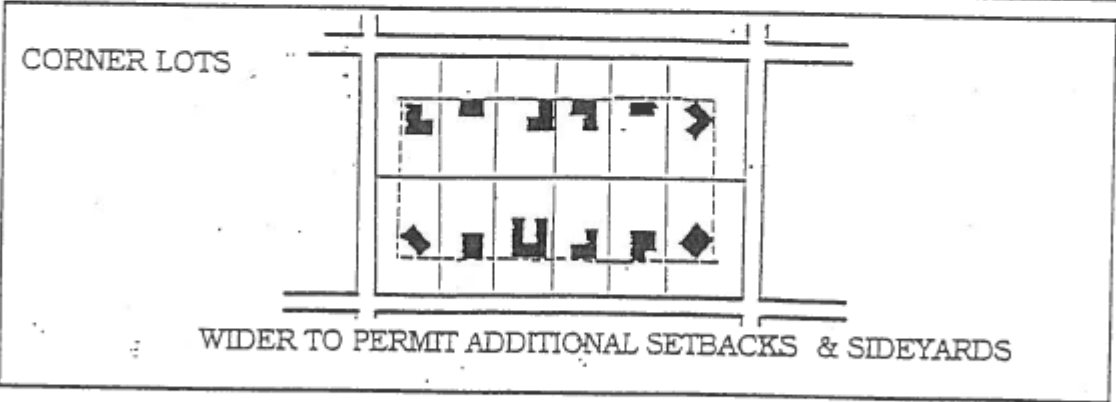 CORNER LOTS
WIDER TO PERMIT ADDITIONAL SETBACKS & SIDEYARDS